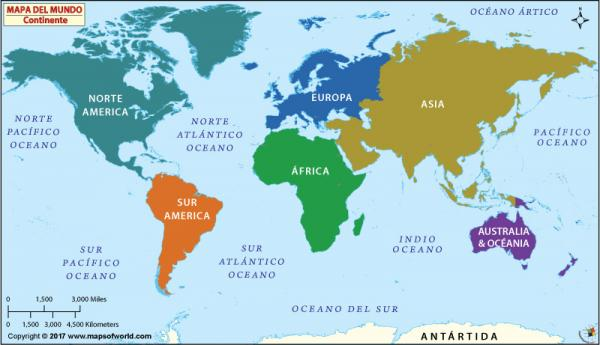 MAPA DEL MUNDO
Continente
OCÉANO ÁRTICO
NORTE
AMERICA
EUROPA
ASIA
NORTE
PACÍFICO
OCEANO
NORTE
ATLÁNTICO
OCEANO
PACÍFICO
OCEANO
ÁFRICA
SUR
AMERICA
AUSTRALIA
& OCÉANIA
INDIO
OCEANO
SUR
PACÍFICO
OCEANO
SUR
ATLÁNTICO
OCEANO
0 1,500 3,000 Miles
0 1,500 3,000 4,500 Kilometers
OCEANO DEL SUR
ANTÁRTIDA
Copyright © 2017 www.mapsofworld.com